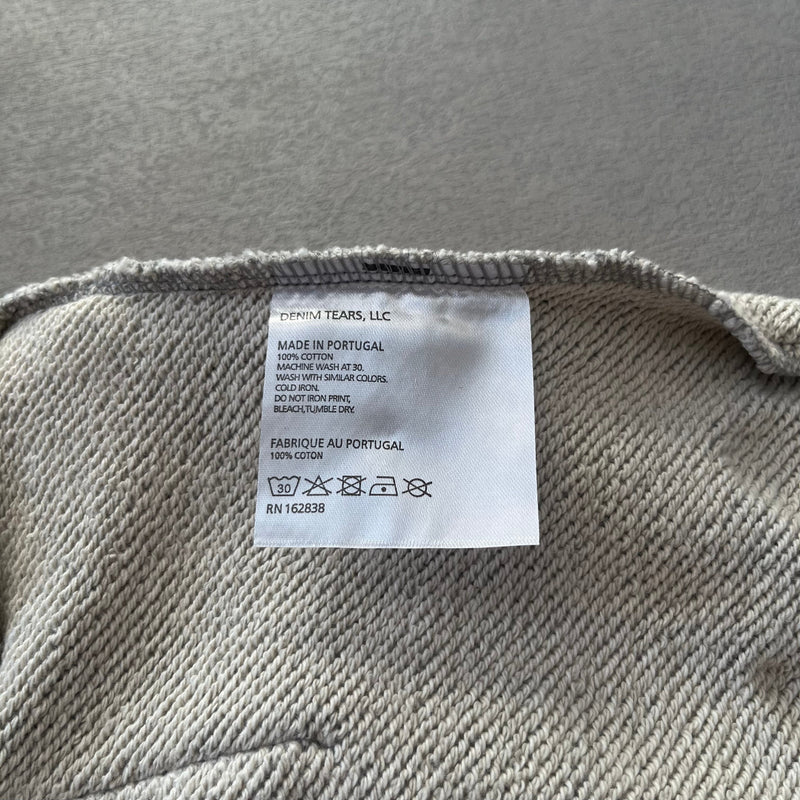 DENIM TEARS, LLC
MADE IN PORTUGAL
100% COTTON
MACHINE WASH AT 30.
WASH WITH SIMILAR COLORS.
COLD IRON.
DO NOT IRON PRINT,
BLEACH,TUMBLE DRY.
FABRIQUE AU PORTUGAL
100% COTON
30
RN 162838